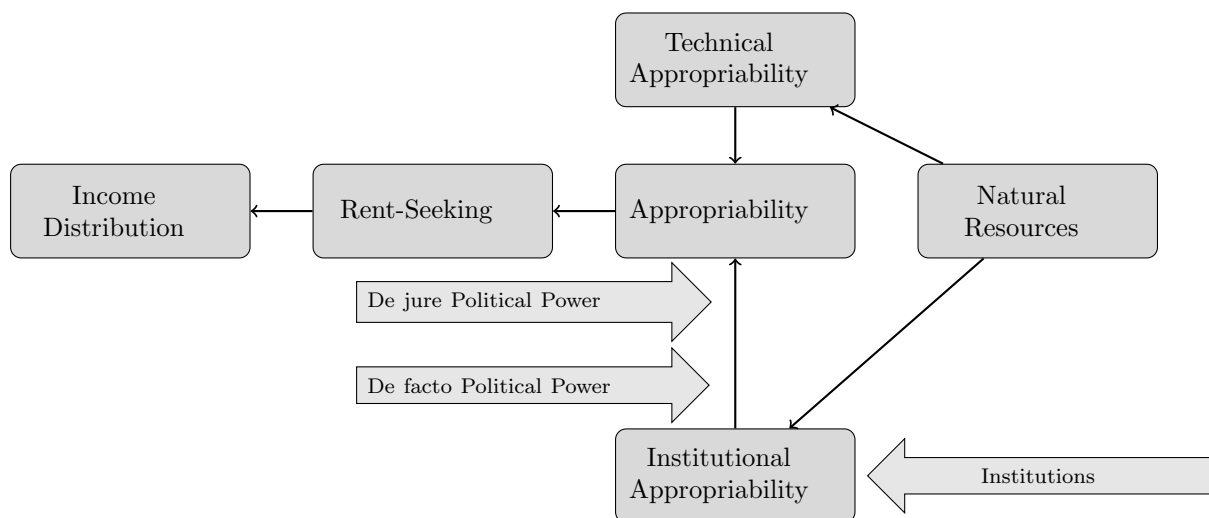 Technical
Appropriability
Income
Distribution
Rent-Seeking
Appropriability
Natural
Resources
De jure Political Power
De facto Political Power
Institutional
Appropriability
Institutions